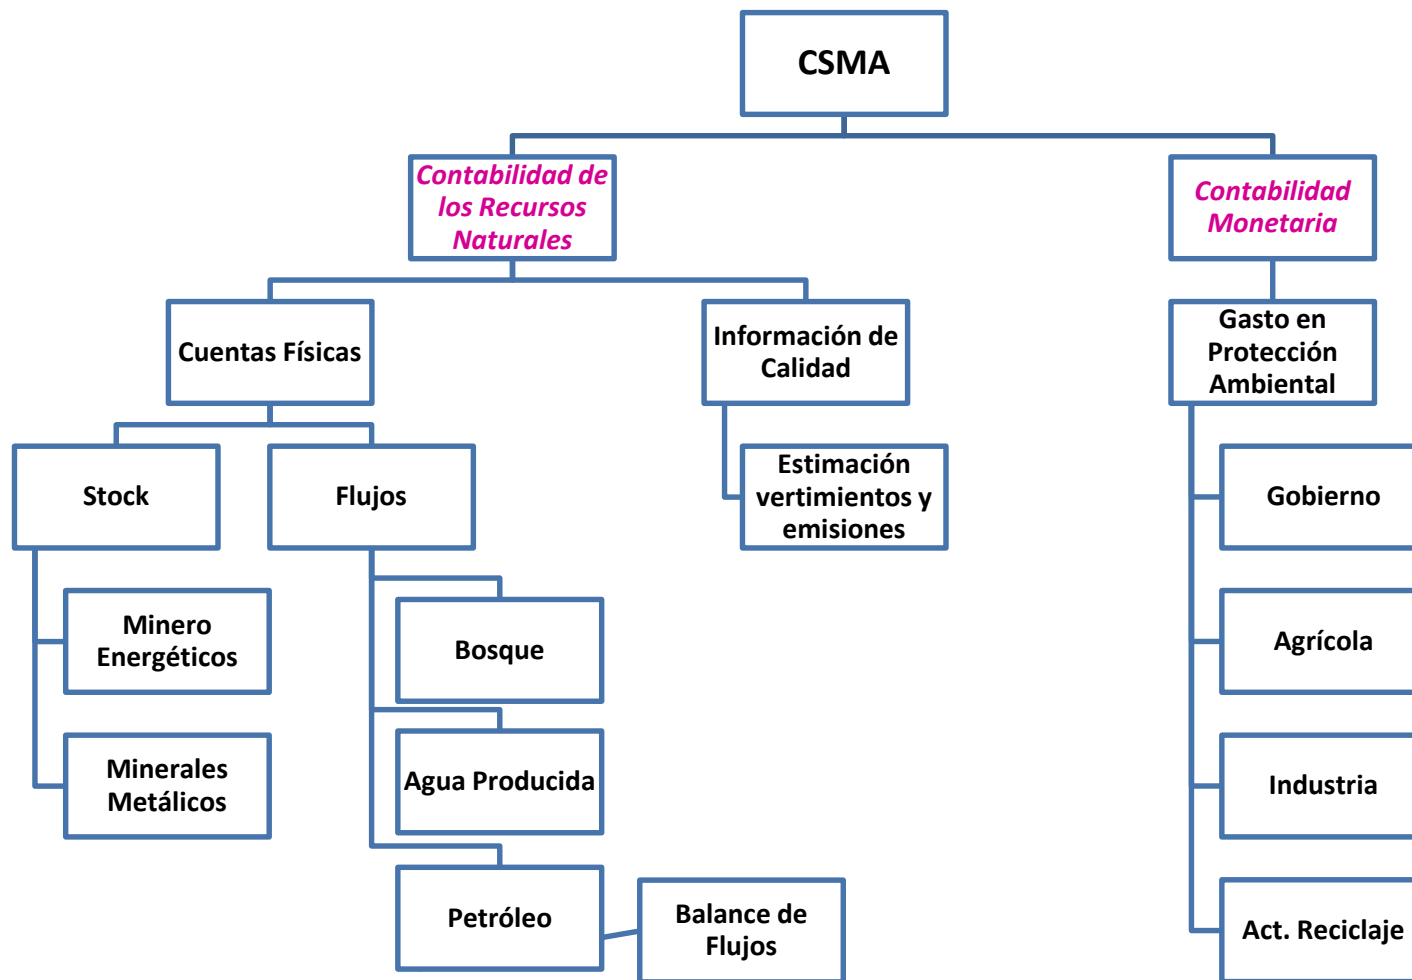 CSMA
Contabilidad de
los Recursos
Naturales
Contabilidad
Monetaria
Cuentas Físicas
Información de
Calidad
Gasto en
Protección
Ambiental
Stock
Flujos
Estimación
vertimientos y
emisiones
Gobierno
Minero
Energéticos
Bosque
Agrícola
Minerales
Metálicos
Agua Producida
Industria
Petróleo
Balance de
Flujos
Act. Reciclaje